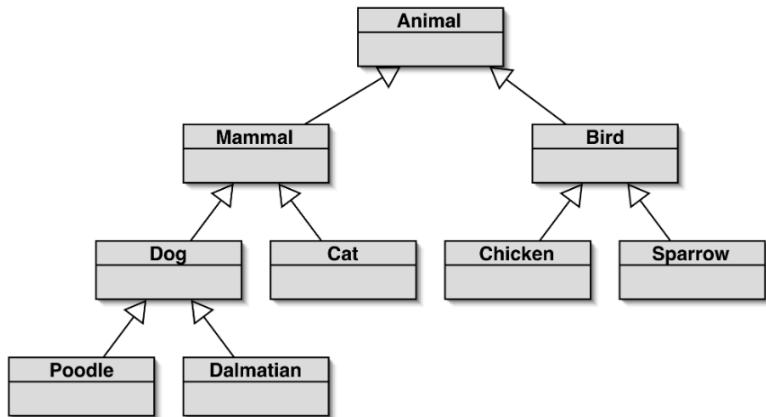 Animal
Mammal
Bird
Dog
Cat
Chicken
Sparrow
Poodle
Dalmatian